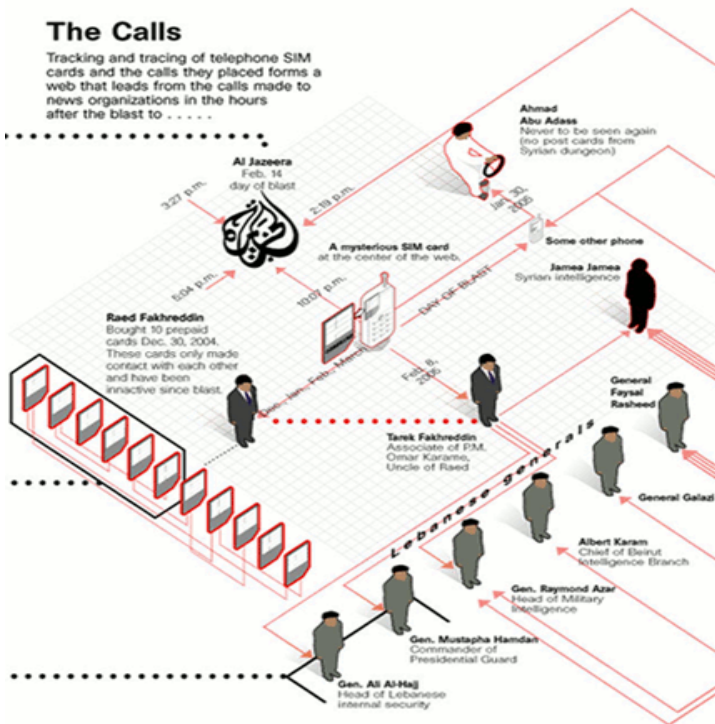 The Calls
Tracking and tracing of telephone SIM
cards and the calls they placed forms a
web that leads from the calls made to
news organizations in the hours
after the blast to . . . . .
Ahmad
Abu Adass
Never to be seen again
(no post cards from
Syrian dungeon)
Al Jazeera
Feb. 14
day of blast
3:27 p.m.
2:19 p.m.
Jan. 30,
2005
الجزيرة
A mysterious SIM card
at the center of the web.
Some other phone
Jamea Jamea
Syrian intelligence
5:04 p.m.
10:07 p.m.
DAY OF BLAST
Raed Fakhreddin
Bought 10 prepaid
cards Dec. 30, 2004.
These cards only made
contact with each other
and have been
innactive since blast.
Dec., Jan., Feb., March
Feb. 8,
2005
General
Faysal
Rasheed
Tarek Fakhreddin
Associate of P.M.
Omar Karame,
Uncle of Raed
Lebanese generals
General Galazi
Albert Karam
Chief of Beirut
Intelligence Branch
Gen. Raymond Azar
Head of Military
Intelligence
Gen. Mustapha Hamdan
Commander of
Presidential Guard
Gen. Ali Al-Hajj
Head of Lebanese
internal security